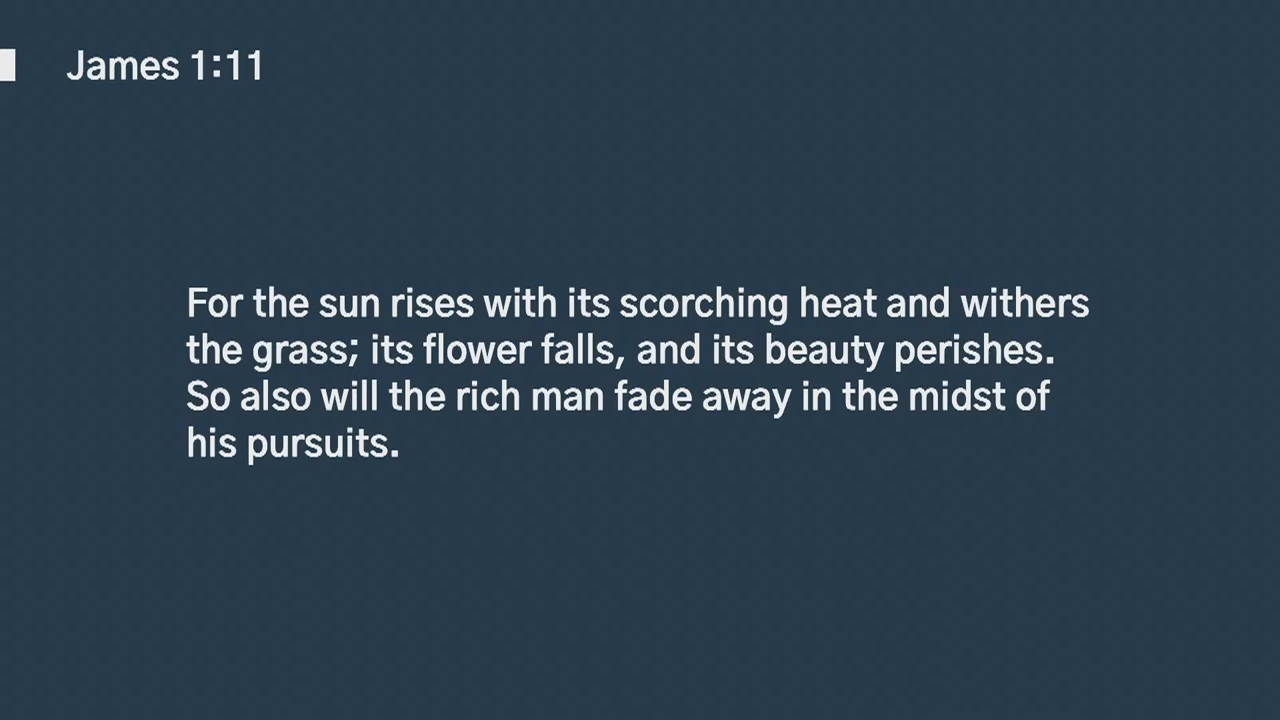 James 1:11
For the sun rises with its scorching heat and withers
the grass; its flower falls, and its beauty perishes.
So also will the rich man fade away in the midst of
his pursuits.